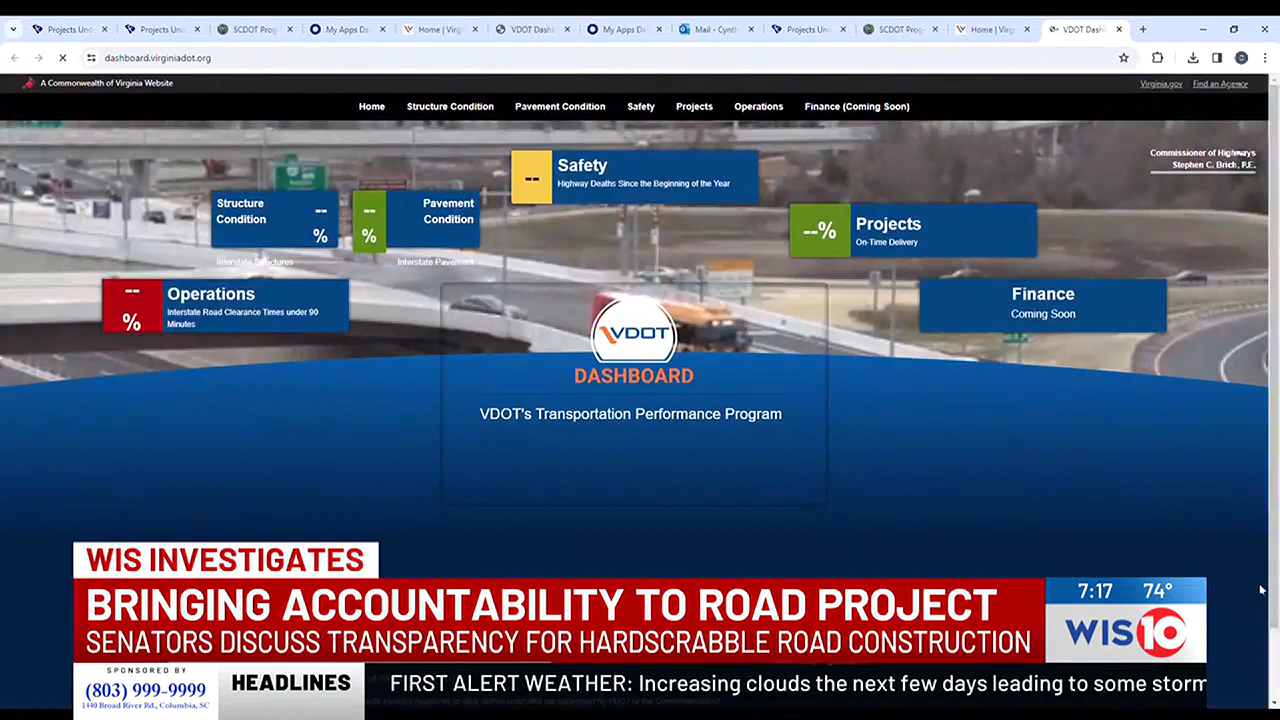 Projects Und
Projects Und
SCDOT Prog
My Apps Da
Home | Virgi
VDOT Dash
My Apps Da
Mail - Cynth
Projects Un
SCDOT Prog
Home | Virgi
VDOT Dash
dashboard.virginiadot.org
A Commonwealth of Virginia Website
Virginia.gov Find an Agency
Home Structure Condition Pavement Condition Safety Projects Operations Finance (Coming Soon)
Commissioner of Highways
Stephen C. Brich, P.E.
-- Safety
Highway Deaths Since the Beginning of the Year
Structure
Condition
--
%
Interstate Structures
--
%
Pavement
Condition
Interstate Pavement
--% Projects
On-Time Delivery
--
%
Operations
Interstate Road Clearance Times under 90
Minutes
Finance
Coming Soon
VDOT
DASHBOARD
VDOT's Transportation Performance Program
WIS INVESTIGATES
BRINGING ACCOUNTABILITY TO ROAD PROJECT
SENATORS DISCUSS TRANSPARENCY FOR HARDSCRABBLE ROAD CONSTRUCTION
7:17 74°
WIS10
SPONSORED BY
(803) 999-9999
1440 Broad River Rd., Columbia, SC
HEADLINES
FIRST ALERT WEATHER: Increasing clouds the next few days leading to some storm